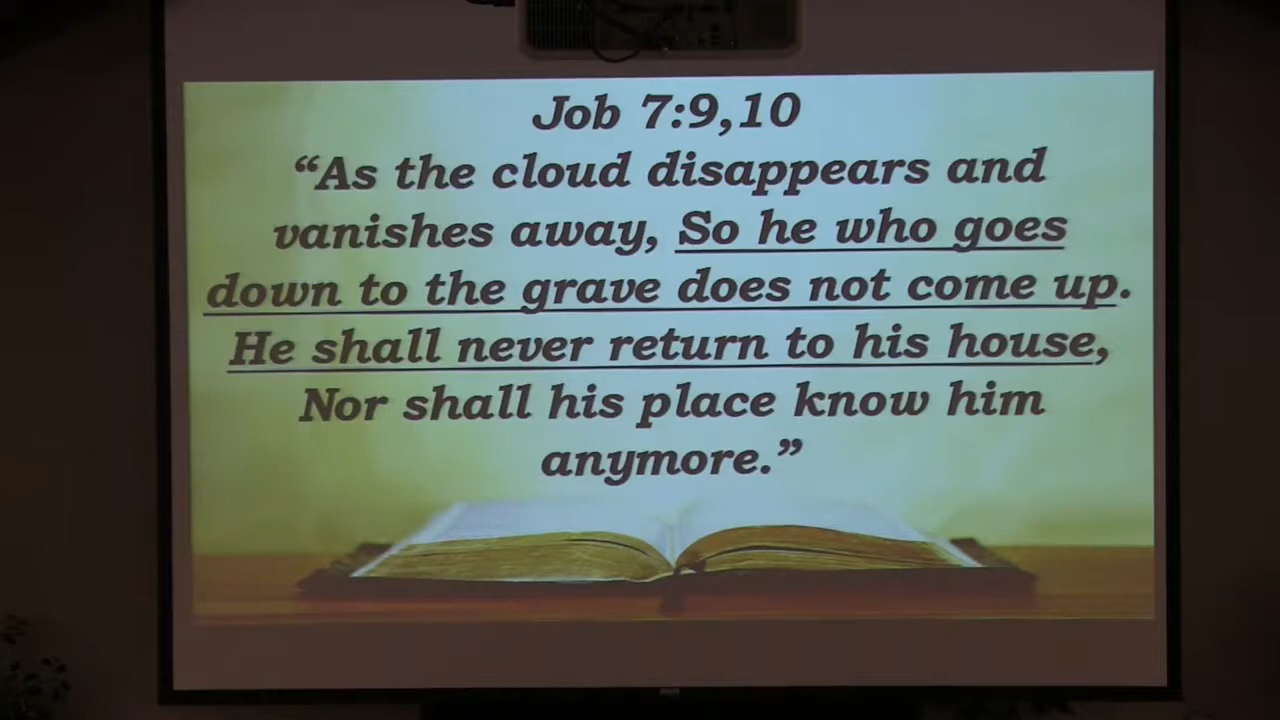 Job 7:9,10
“As the cloud disappears and
vanishes away, So he who goes
down to the grave does not come up.
He shall never return to his house,
Nor shall his place know him
anymore.”